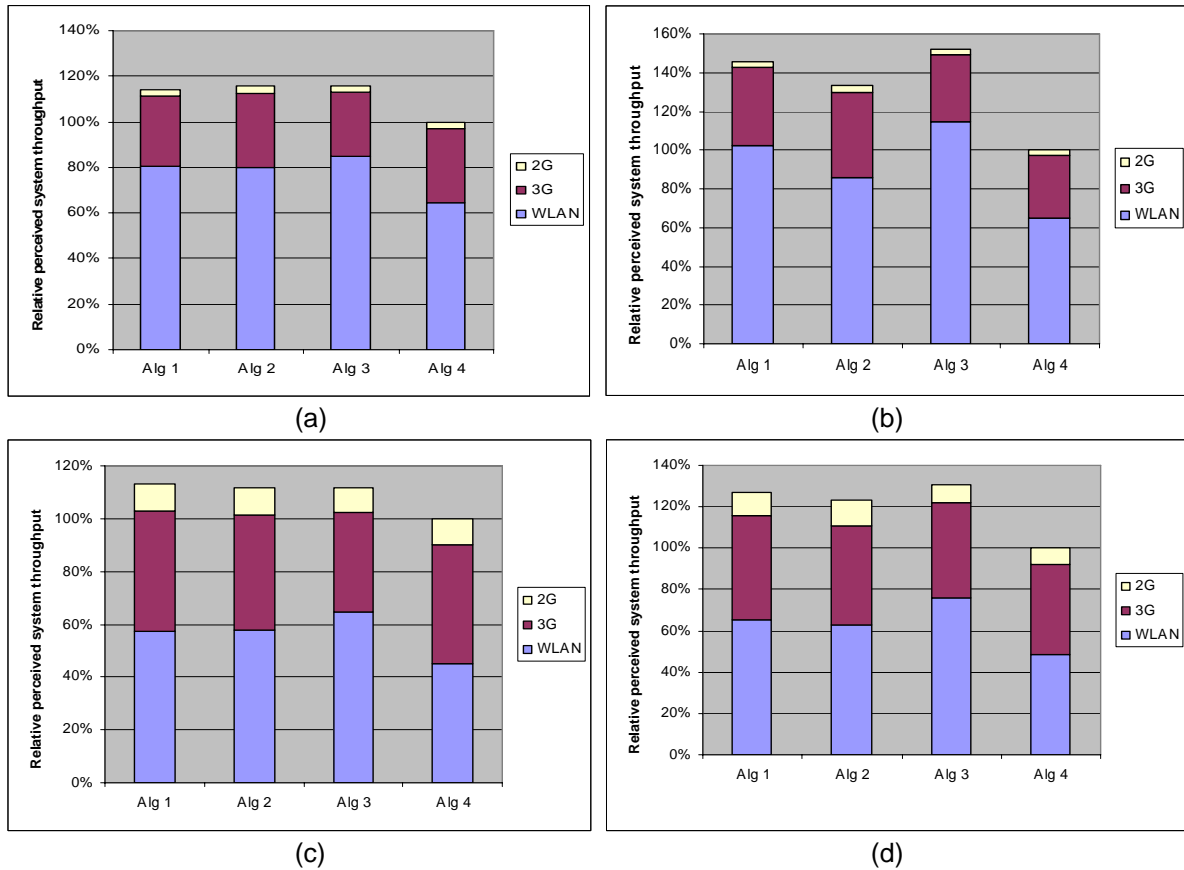 Relative perceived system throughput
140%
120%
100%
80%
60%
40%
20%
0%
Alg 1 Alg 2 Alg 3 Alg 4
2G
3G
WLAN
(a)
Relative perceived system throughput
160%
140%
120%
100%
80%
60%
40%
20%
0%
Alg 1 Alg 2 Alg 3 Alg 4
2G
3G
WLAN
(b)
Relative perceived system throughput
120%
100%
80%
60%
40%
20%
0%
Alg 1 Alg 2 Alg 3 Alg 4
2G
3G
WLAN
(c)
Relative perceived system throughput
140%
120%
100%
80%
60%
40%
20%
0%
Alg 1 Alg 2 Alg 3 Alg 4
2G
3G
WLAN
(d)